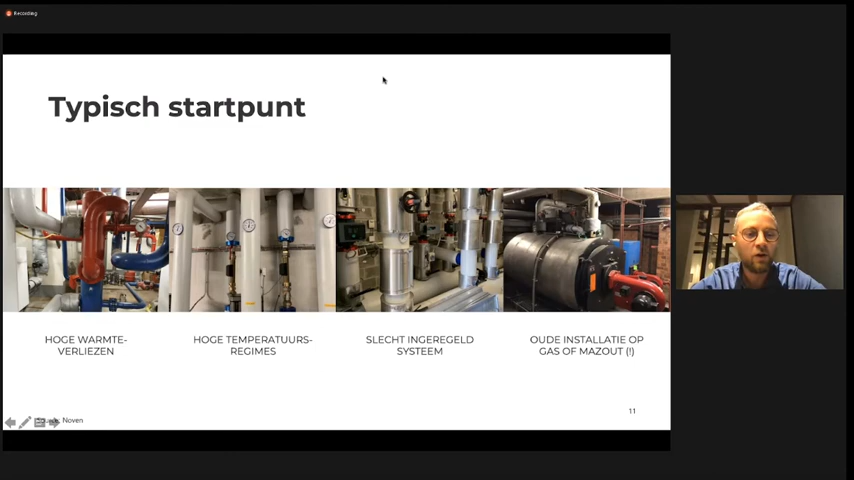 Recording
Typisch startpunt
HOGE WARMTE-
VERLIEZEN
HOGE TEMPERATUURS-
REGIMES
SLECHT INGEREGELD
SYSTEEM
OUDE INSTALLATIE OP
GAS OF MAZOUT (!)
11
Noven